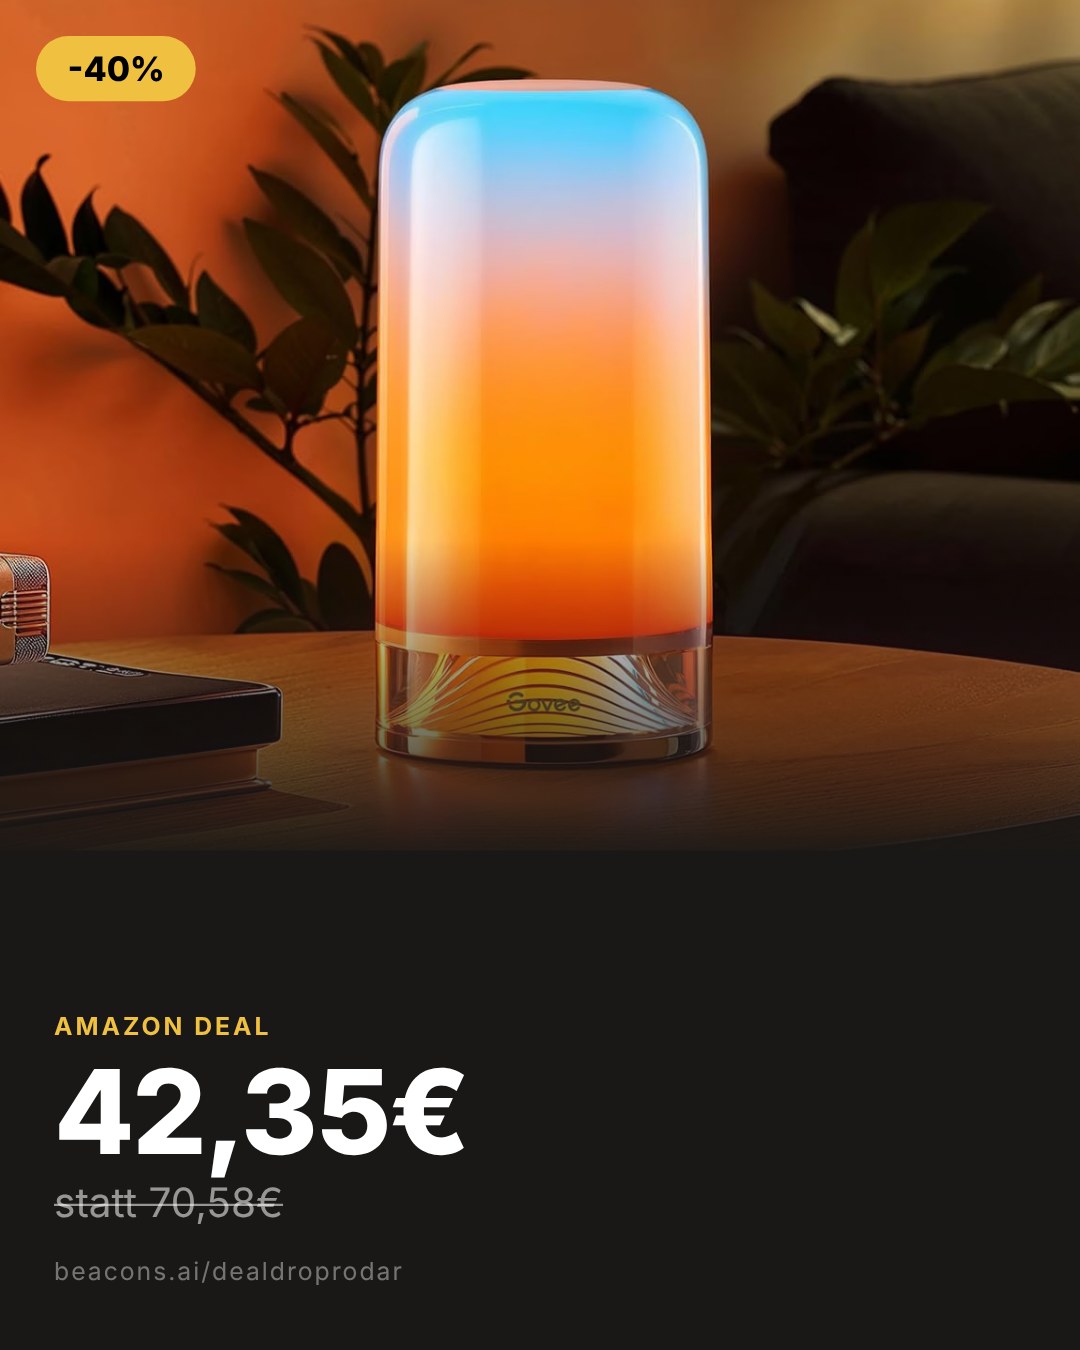 -40%
Govee
AMAZON DEAL
42,35€
statt 70,58€
beacons.ai/dealdroprodar